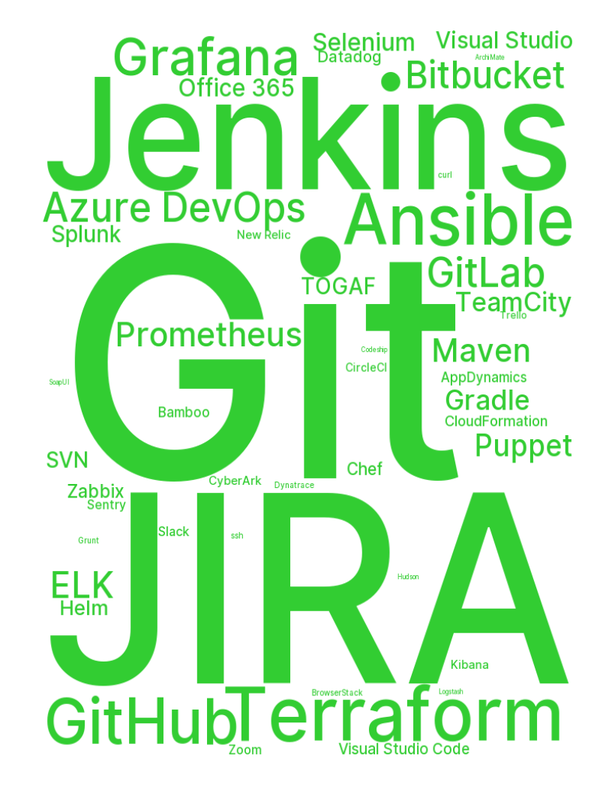 Grafana
Selenium
Visual Studio
Datadog
ArchiMate
Office 365
Bitbucket
Jenkins
curl
Azure DevOps
Ansible
Splunk
New Relic
GitLab
TOGAF
TeamCity
Trello
Git
Prometheus
Codeship
Maven
CircleCI
AppDynamics
SoapUI
Gradle
Bamboo
CloudFormation
Puppet
SVN
Chef
CyberArk
Dynatrace
Zabbix
Sentry
JIRA
Slack
ssh
Grunt
Hudson
ELK
Helm
Kibana
BrowserStack
Logstash
GitHub
Terraform
Zoom
Visual Studio Code